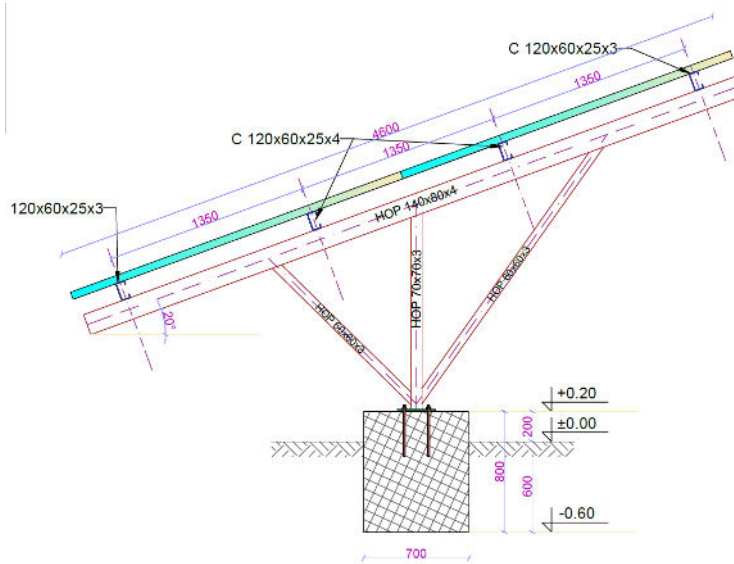 C 120x60x25x3
1350
4600
C 120x60x25x4
1350
1350
120x60x25x3
HOP 140x80x4
HOP 70x70x3
HOP 60x60x3
HOP 60x60x3
20°
+0.20
±0.00
200
800
600
-0.60
700